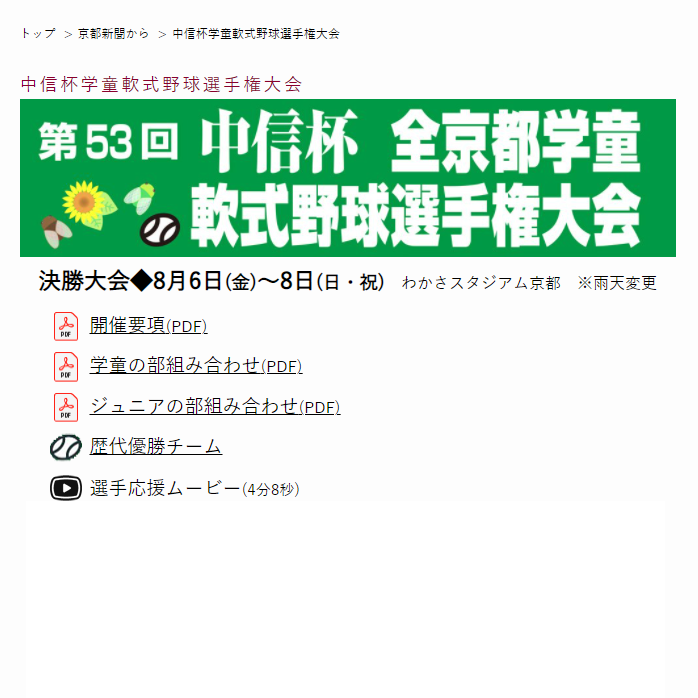 トップ > 京都新聞から > 中信杯学童軟式野球選手権大会
中信杯学童軟式野球選手権大会
第53回 中信杯 全京都学童
軟式野球選手権大会
決勝大会◆8月6日(金)〜8日(日・祝) わかさスタジアム京都 ※雨天変更
PDF 開催要項(PDF)
PDF 学童の部組み合わせ(PDF)
PDF ジュニアの部組み合わせ(PDF)
歴代優勝チーム
選手応援ムービー(4分8秒)